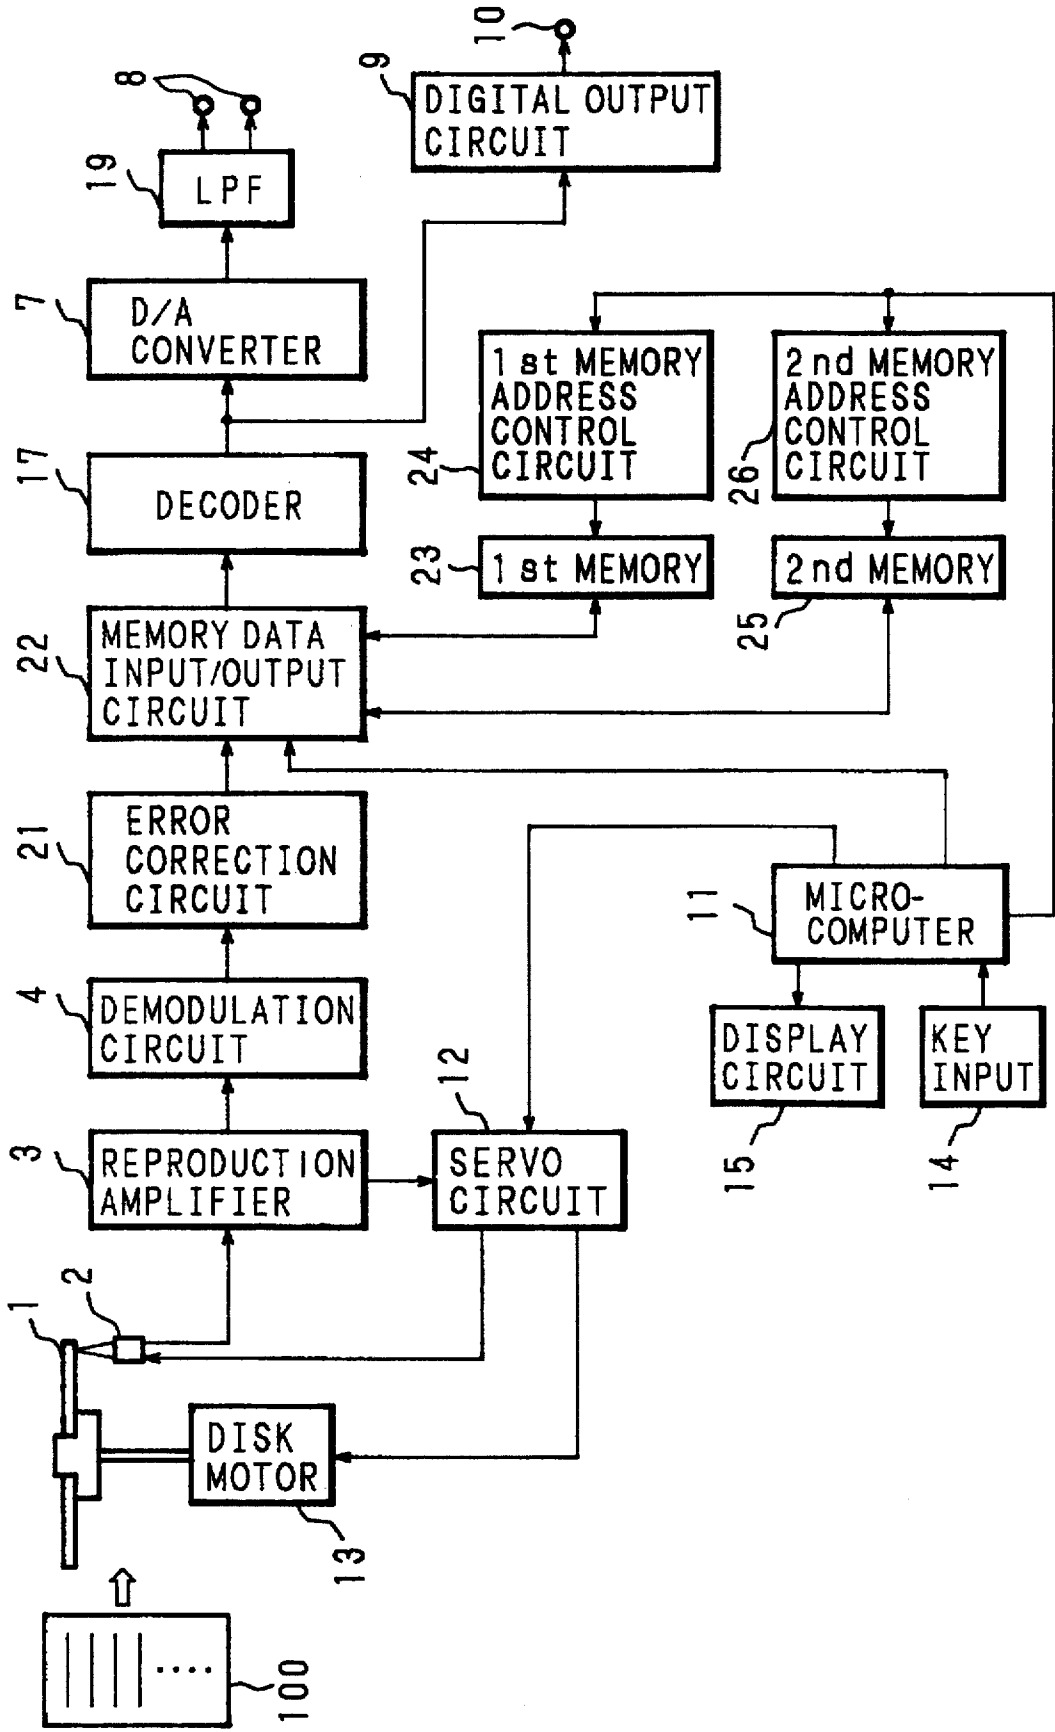 10
8
9
DIGITAL OUTPUT
CIRCUIT
19
LPF
7
D/A
CONVERTER
1st MEMORY
ADDRESS
CONTROL
CIRCUIT
24
2nd MEMORY
ADDRESS
CONTROL
CIRCUIT
26
17
DECODER
23
1st MEMORY
2nd MEMORY
25
22
MEMORY DATA
INPUT/OUTPUT
CIRCUIT
21
ERROR
CORRECTION
CIRCUIT
11
MICRO-
COMPUTER
4
DEMODULATION
CIRCUIT
DISPLAY
CIRCUIT
15
KEY
INPUT
14
12
SERVO
CIRCUIT
3
REPRODUCTION
AMPLIFIER
1
2
DISK
MOTOR
13
100